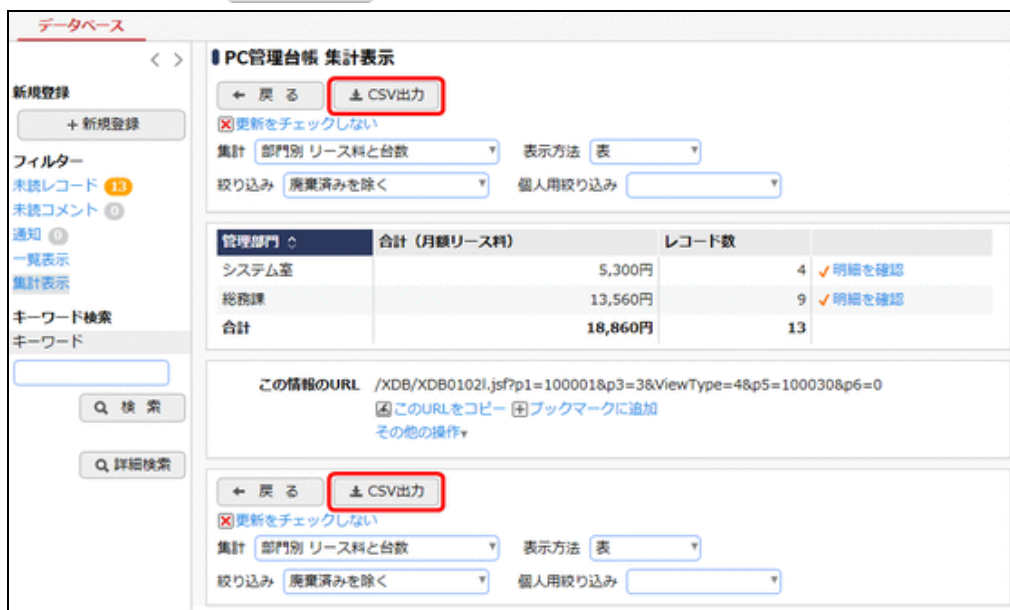 データベース
< >
新規登録
+ 新規登録
フィルター
未読レコード 13
未読コメント 0
通知 0
一覧表示
集計表示
キーワード検索
キーワード
検 索
詳細検索
PC管理台帳 集計表示
← 戻 る CSV出力
更新をチェックしない
集計 部門別 リース料と台数 表示方法 表
絞り込み 廃棄済みを除く 個人用絞り込み
管理部門 合計（月額リース料） レコード数
システム室 5,300円 4 明細を確認
総務課 13,560円 9 明細を確認
合計 18,860円 13
この情報のURL /XDB/XDB0102l.jsf?p1=100001&p3=3&ViewType=4&p5=100030&p6=0
このURLをコピー ブックマークに追加
その他の操作▾
← 戻 る CSV出力
更新をチェックしない
集計 部門別 リース料と台数 表示方法 表
絞り込み 廃棄済みを除く 個人用絞り込み